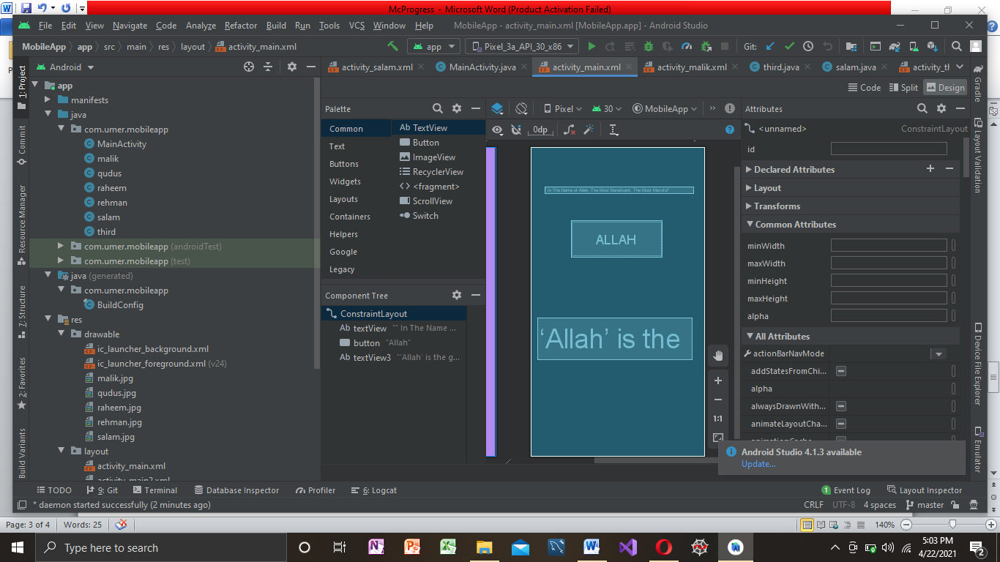 McProgress - Microsoft Word (Product Activation Failed)
File Edit View Navigate Code Analyze Refactor Build Run Tools VCS Window Help MobileApp - activity_main.xml [MobileApp.app] - Android Studio
MobileApp app src main res layout activity_main.xml app Pixel_3a_API_30_x86 Git:
Android activity_salam.xml MainActivity.java activity_main.xml activity_malik.xml third.java salam.java activity_th
1: Project
Commit
Resource Manager
7: Structure
2: Favorites
Build Variants
app
manifests
java
com.umer.mobileapp
MainActivity
malik
qudus
raheem
rehman
salam
third
com.umer.mobileapp (androidTest)
com.umer.mobileapp (test)
java (generated)
com.umer.mobileapp
BuildConfig
res
drawable
ic_launcher_background.xml
ic_launcher_foreground.xml (v24)
malik.jpg
qudus.jpg
raheem.jpg
rehman.jpg
salam.jpg
layout
activity_main.xml
activity_main2.xml
Code Split Design
Palette
Common
Text
Buttons
Widgets
Layouts
Containers
Helpers
Google
Legacy
Ab TextView
Button
ImageView
RecyclerView
<fragment>
ScrollView
Switch
Component Tree
ConstraintLayout
Ab textView "" In The Name ...
button "Allah"
Ab textView3 "'Allah' is the g...
Pixel 30 MobileApp
0dp
In The Name of Allah, The Most Beneficent, The Most Merciful"
ALLAH
‘Allah’ is the
1:1
Attributes
<unnamed> ConstraintLayout
id
Declared Attributes
Layout
Transforms
Common Attributes
minWidth
maxWidth
minHeight
maxHeight
alpha
All Attributes
actionBarNavMode
addStatesFromChi...
alpha
alwaysDrawnWith...
animateLayoutCha...
Gradle
Layout Validation
Device File Explorer
Emulator
Android Studio 4.1.3 available
Update...
TODO 9: Git Terminal Database Inspector Profiler 6: Logcat 1 Event Log Layout Inspector
* daemon started successfully (2 minutes ago) CRLF UTF-8 4 spaces master
Page: 3 of 4 Words: 25 140%
Type here to search
5:03 PM
4/22/2021
2